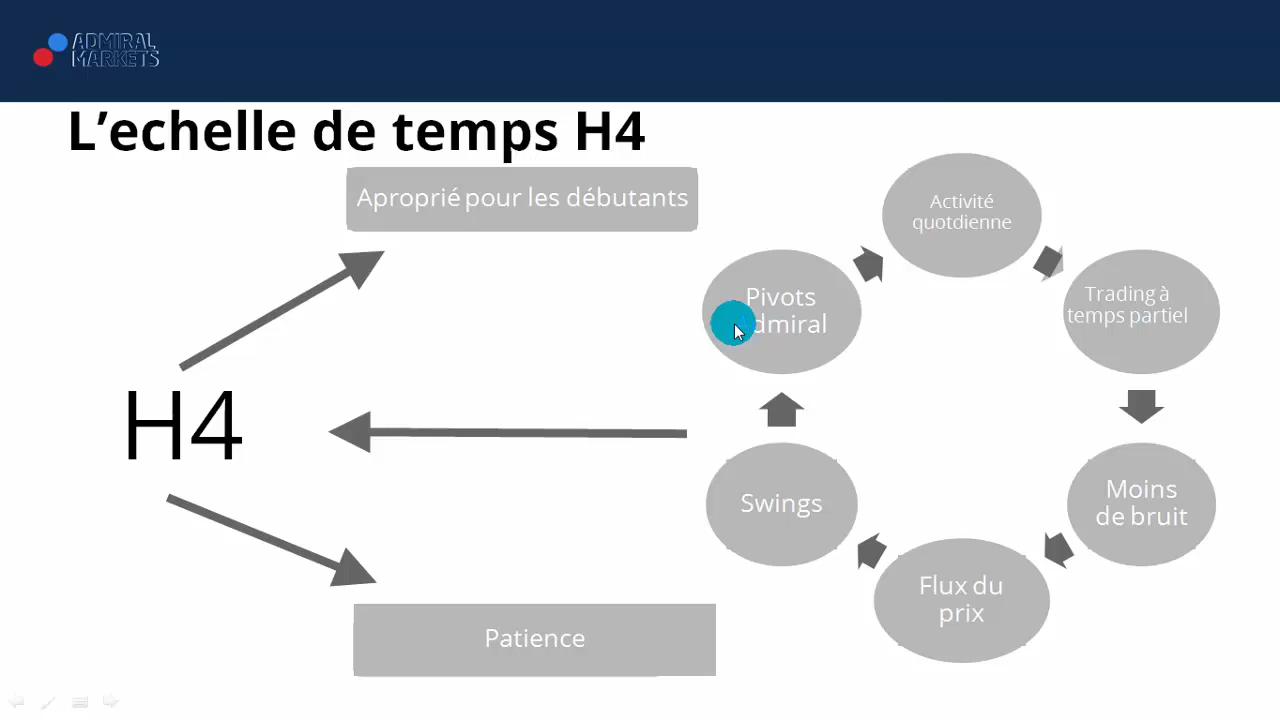 ADMIRAL
MARKETS
L’echelle de temps H4
Aproprié pour les débutants
Activité
quotdienne
Pivots
dmiral
Trading à
temps partiel
H4
Swings
Moins
de bruit
Flux du
prix
Patience